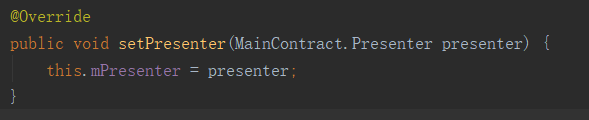 @Override
public void setPresenter(MainContract.Presenter presenter) {
    this.mPresenter = presenter;
}